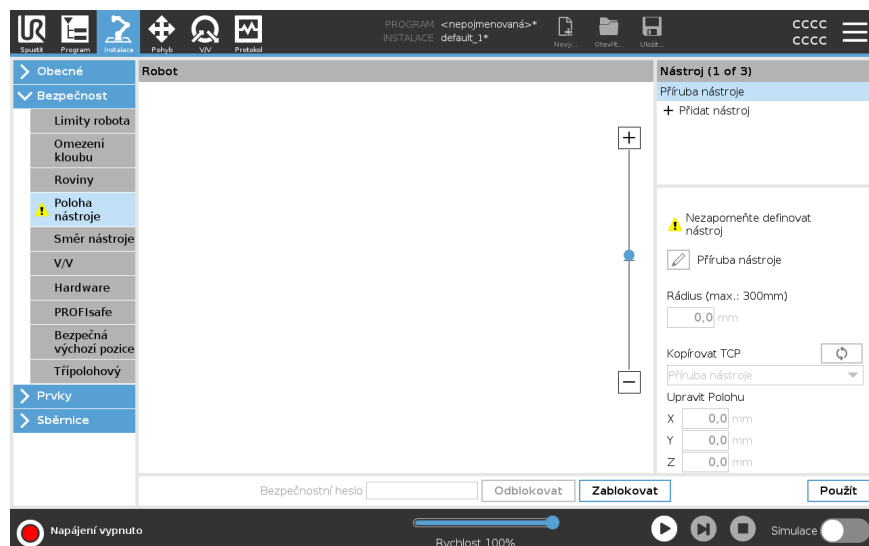 PROGRAM <nepojmenovaná>*
INSTALACE default_1*
CCCC
CCCC
Spustit Program Instalace Pohyb V/V Protokol Nový... Otevřít... Uložit...
Obecné
Bezpečnost
Limity robota
Omezení
kloubu
Roviny
Poloha
nástroje
Směr nástroje
V/V
Hardware
PROFIsafe
Bezpečná
výchozí pozice
Třípolohový
Prvky
Sběrnice
Robot
Nástroj (1 of 3)
Příruba nástroje
+ Přidat nástroj
Nezapomeňte definovat
nástroj
Příruba nástroje
Rádius (max.: 300mm)
0,0 mm
Kopírovat TCP
Příruba nástroje
Upravit Polohu
X 0,0 mm
Y 0,0 mm
Z 0,0 mm
Bezpečnostní heslo Odblokovat Zablokovat Použít
Napájení vypnuto
Rychlost 100%
Simulace